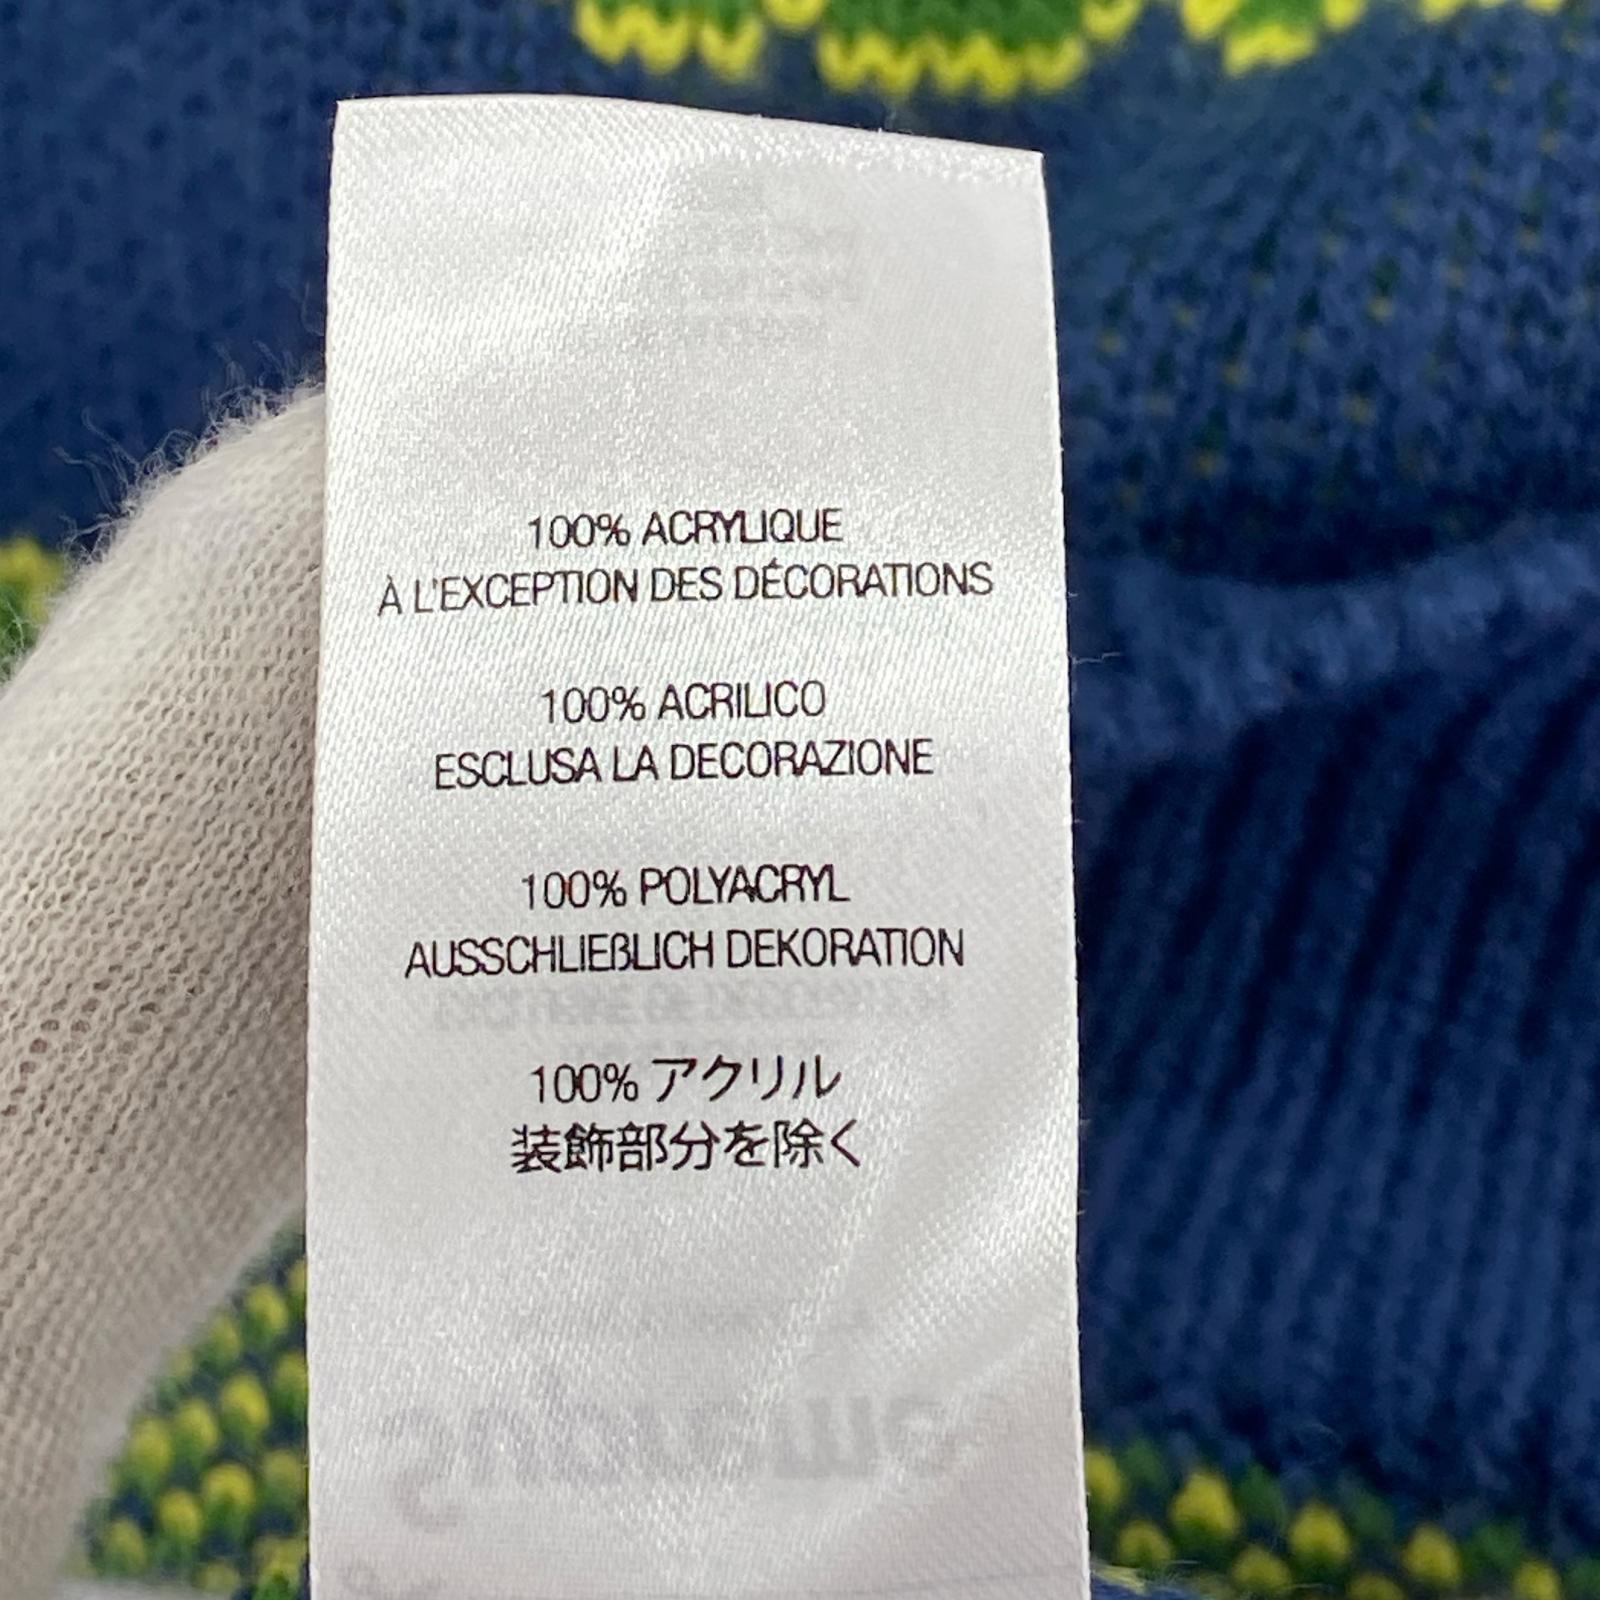 100% ACRYLIQUE
À L'EXCEPTION DES DÉCORATIONS
100% ACRILICO
ESCLUSA LA DECORAZIONE
100% POLYACRYL
AUSSCHLIEßLICH DEKORATION
100% アクリル
装飾部分を除く